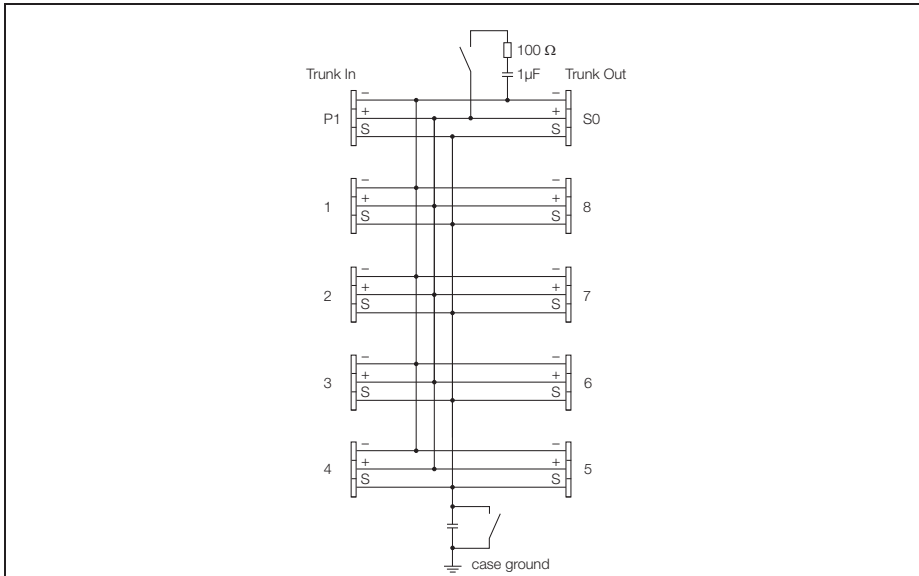 100 Ω
Trunk In 1µF Trunk Out
− −
P1 + + S0
S S
− −
1 + + 8
S S
− −
2 + + 7
S S
− −
3 + + 6
S S
− −
4 + + 5
S S
case ground